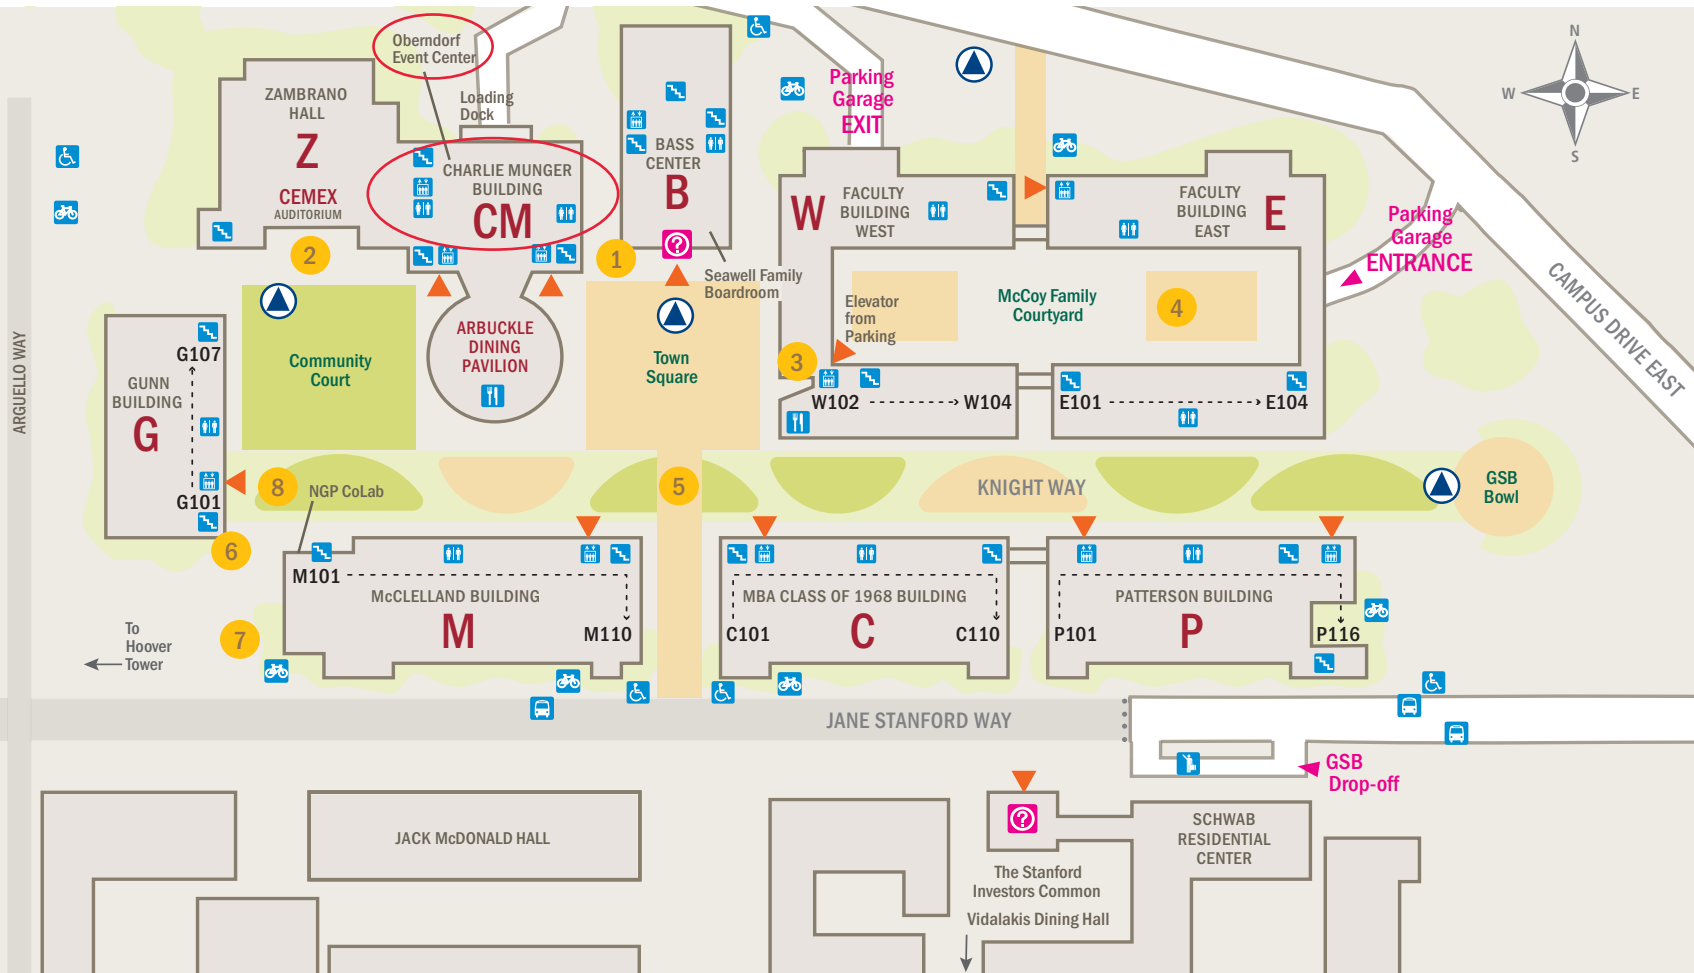 Oberndorf
Event Center
N
W
E
S
ZAMBRANO
HALL
Z
CEMEX
AUDITORIUM
Loading
Dock
CHARLIE MUNGER
BUILDING
CM
BASS
CENTER
B
?
Parking
Garage
EXIT
W
FACULTY
BUILDING
WEST
FACULTY
BUILDING
EAST
E
Parking
Garage
ENTRANCE
CAMPUS DRIVE EAST
2
1
Seawell Family
Boardroom
Elevator
from
Parking
McCoy Family
Courtyard
4
ARGUELLO WAY
G107
GUNN
BUILDING
G
G101
Community
Court
ARBUCKLE
DINING
PAVILION
Town
Square
3
W102
W104
E101
E104
8
NGP CoLab
5
KNIGHT WAY
GSB
Bowl
6
M101
McCLELLAND BUILDING
M
M110
MBA CLASS OF 1968 BUILDING
C101
C
C110
PATTERSON BUILDING
P101
P
P116
7
To
Hoover
Tower
JANE STANFORD WAY
GSB
Drop-off
JACK McDONALD HALL
?
The Stanford
Investors Common
Vidalakis Dining Hall
SCHWAB
RESIDENTIAL
CENTER